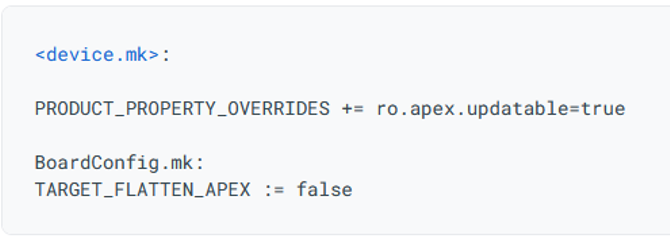 <device.mk>:
PRODUCT_PROPERTY_OVERRIDES += ro.apex.updatable=true
BoardConfig.mk:
TARGET_FLATTEN_APEX := false